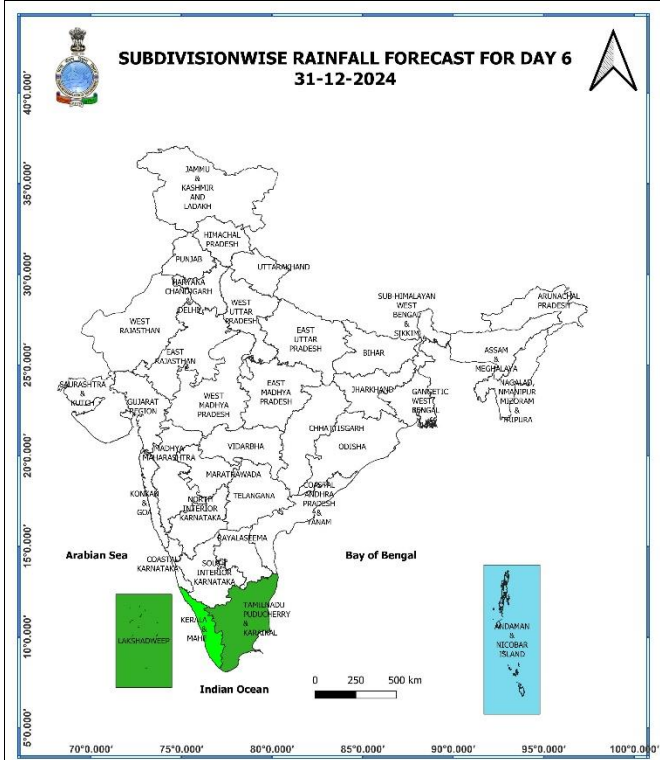 SUBDIVISIONWISE RAINFALL FORECAST FOR DAY 6
31-12-2024
40°0.000'
35°0.000'
30°0.000'
25°0.000'
20°0.000'
15°0.000'
10°0.000'
5°0.000'
JAMMU
&
KASHMIR
AND
LADAKH
HIMACHAL
PRADESH
PUNJAB
UTTARAKHAND
HARYANA
CHANDIGARH
&
DELHI
WEST
UTTAR
PRADESH
SUB HIMALAYAN
WEST
BENGAL
&
SIKKIM
ARUNACHAL
PRADESH
WEST
RAJASTHAN
EAST
RAJASTHAN
EAST
UTTAR
PRADESH
BIHAR
ASSAM
&
MEGHALAYA
NAGALAD,
NMANIPUR
MIZORAM
&
TRIPURA
SAURASHTRA
&
KUTCH
GUJARAT
REGION
WEST
MADHYA
PRADESH
EAST
MADHYA
PRADESH
JHARKHAND
GANGETIC
WEST
BENGAL
CHHATTISGARH
ODISHA
MADHYA
MAHARASHTRA
VIDARBHA
MARATHWADA
KONKAN
&
GOA
NORTH
INTERIOR
KARNATAKA
TELANGANA
COASTAL
ANDHRA
PRADESH
&
YANAM
RAYALASEEMA
Arabian Sea
Bay of Bengal
COASTAL
KARNATAKA
SOUTH
INTERIOR
KARNATAKA
LAKSHADWEEP
KERALA
&
MAHE
TAMILNADU
PUDUCHERRY
&
KARAIKAL
ANDAMAN
&
NICOBAR
ISLAND
Indian Ocean
0 250 500 km
70°0.000' 75°0.000' 80°0.000' 85°0.000' 90°0.000' 95°0.000' 100°0.000'